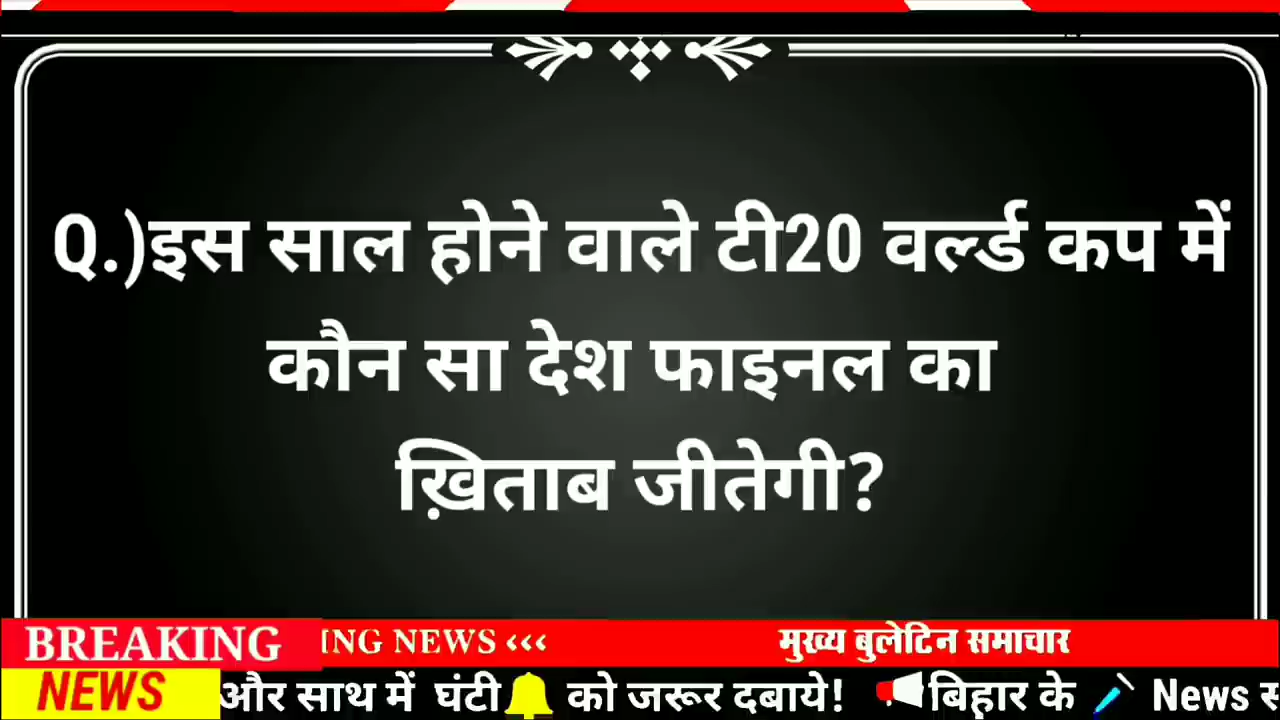 Q.)इस साल होने वाले टी20 वर्ल्ड कप में
कौन सा देश फाइनल का
ख़िताब जीतेगी?
BREAKING
ING NEWS ‹‹‹ मुख्य बुलेटिन समाचार
NEWS
और साथ में घंटी को जरूर दबाये! बिहार के News स